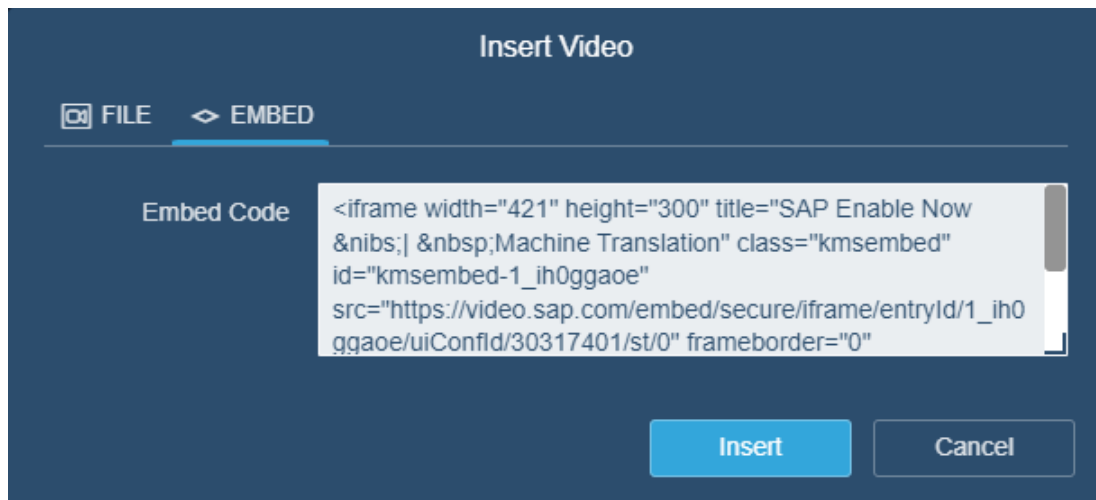 Insert Video
FILE
EMBED
Embed Code
<iframe width="421" height="300" title="SAP Enable Now
&nibs;| &nbsp;Machine Translation" class="kmsembed"
id="kmsembed-1_ih0ggaoe"
src="https://video.sap.com/embed/secure/iframe/entryId/1_ih0
ggaoe/uiConfId/30317401/st/0" frameborder="0"
Insert
Cancel